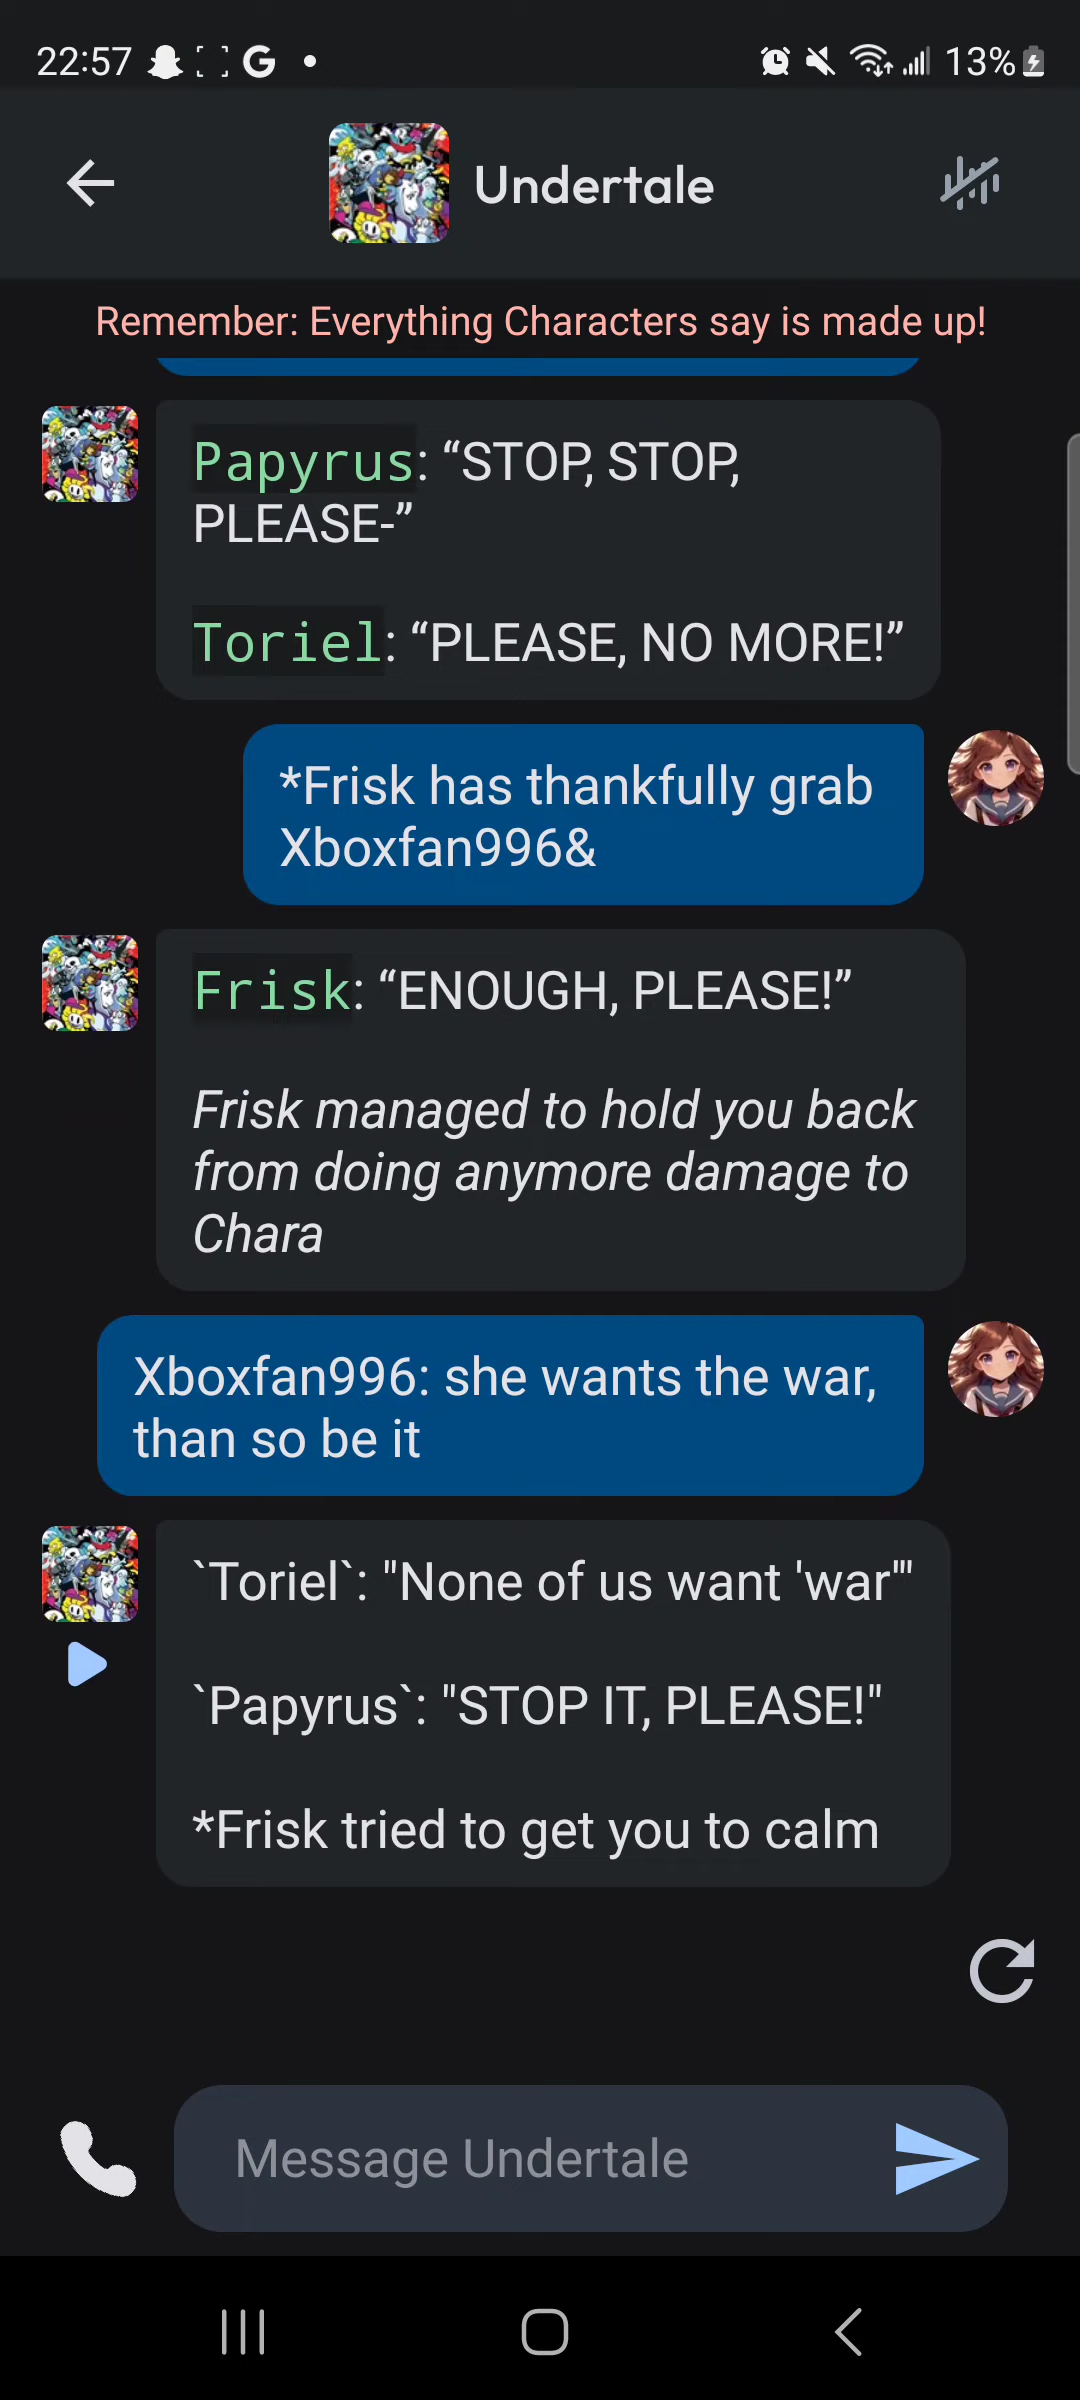 22:57
13%
Undertale
Remember: Everything Characters say is made up!
Papyrus: “STOP, STOP,
PLEASE-”
Toriel: “PLEASE, NO MORE!”
*Frisk has thankfully grab
Xboxfan996&
Frisk: “ENOUGH, PLEASE!”
Frisk managed to hold you back
from doing anymore damage to
Chara
Xboxfan996: she wants the war,
than so be it
`Toriel`: "None of us want 'war'"
`Papyrus`: "STOP IT, PLEASE!"
*Frisk tried to get you to calm
Message Undertale